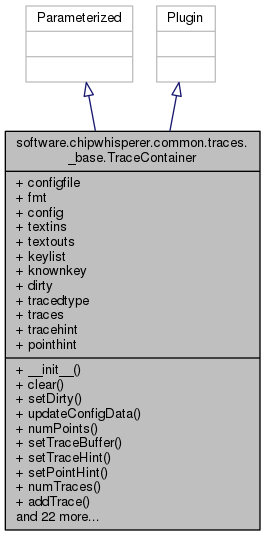 Parameterized
Plugin
software.chipwhisperer.common.traces.
_base.TraceContainer
+ configfile
+ fmt
+ config
+ textins
+ textouts
+ keylist
+ knownkey
+ dirty
+ tracedtype
+ traces
+ tracehint
+ pointhint
+ __init__()
+ clear()
+ setDirty()
+ updateConfigData()
+ numPoints()
+ setTraceBuffer()
+ setTraceHint()
+ setPointHint()
+ numTraces()
+ addTrace()
and 22 more...